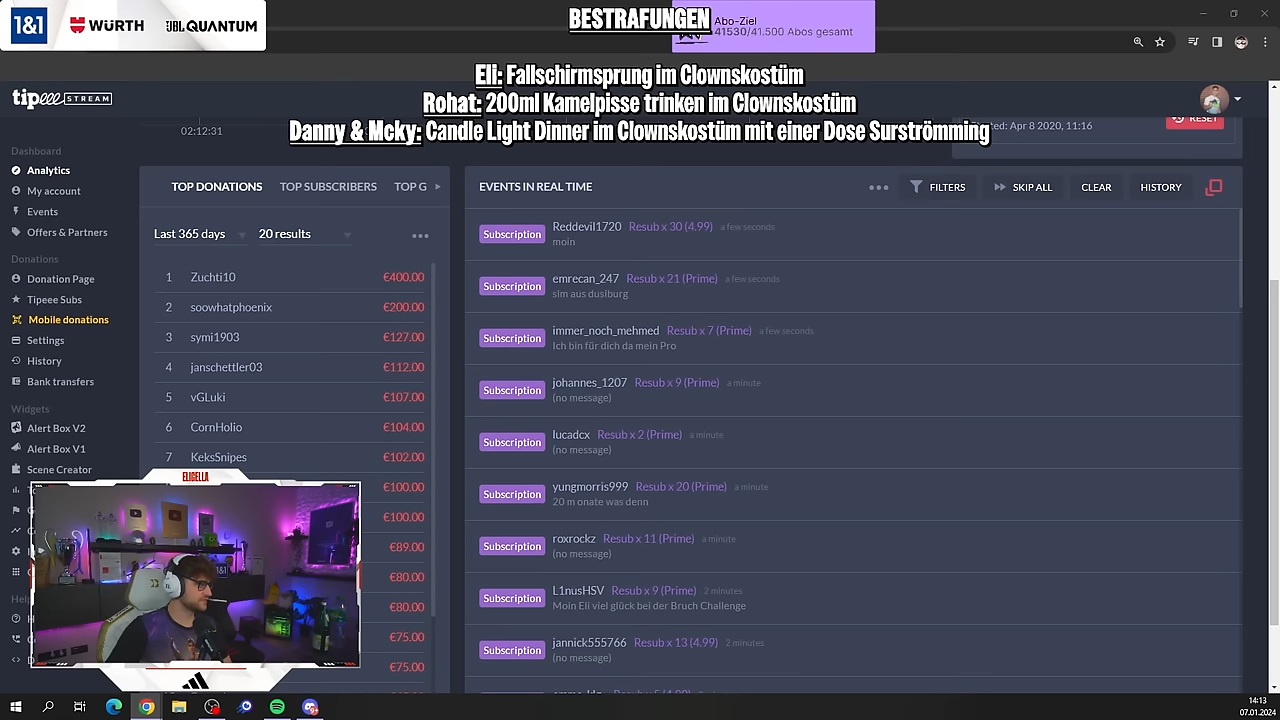 1&1 WÜRTH JBL QUANTUM
BESTRAFUNGEN
Abo-Ziel
41530/41.500 Abos gesamt
Eli: Fallschirmsprung im Clownskostüm
Rohat: 200ml Kamelpisse trinken im Clownskostüm
Danny & Mcky: Candle Light Dinner im Clownskostüm mit einer Dose Surströmming
tipeee STREAM
02:12:31
Apr 8 2020, 11:16
RESET
Dashboard
Analytics
My account
Events
Offers & Partners
Donations
Donation Page
Tipeee Subs
Mobile donations
Settings
History
Bank transfers
Widgets
Alert Box V2
Alert Box V1
Scene Creator
TOP DONATIONS TOP SUBSCRIBERS TOP G
Last 365 days 20 results
1 Zuchti10 €400.00
2 soowhatphoenix €200.00
3 symi1903 €127.00
4 janschettler03 €112.00
5 vGLuki €107.00
6 CornHolio €104.00
7 KeksSnipes €102.00
€100.00
€100.00
€89.00
€80.00
€80.00
€75.00
€75.00
ELIGELLA
1&1
EVENTS IN REAL TIME
FILTERS SKIP ALL CLEAR HISTORY
Subscription Reddevil1720 Resub x 30 (4.99) a few seconds
moin
Subscription emrecan_247 Resub x 21 (Prime) a few seconds
slm aus dusiburg
Subscription immer_noch_mehmed Resub x 7 (Prime) a few seconds
Ich bin für dich da mein Pro
Subscription johannes_1207 Resub x 9 (Prime) a minute
(no message)
Subscription lucadcx Resub x 2 (Prime) a minute
(no message)
Subscription yungmorris999 Resub x 20 (Prime) a minute
20 m onate was denn
Subscription roxrockz Resub x 11 (Prime) a minute
(no message)
Subscription L1nusHSV Resub x 9 (Prime) 2 minutes
Moin Eli viel glück bei der Bruch Challenge
Subscription jannick555766 Resub x 13 (4.99) 2 minutes
(no message)
14:13
07.01.2024